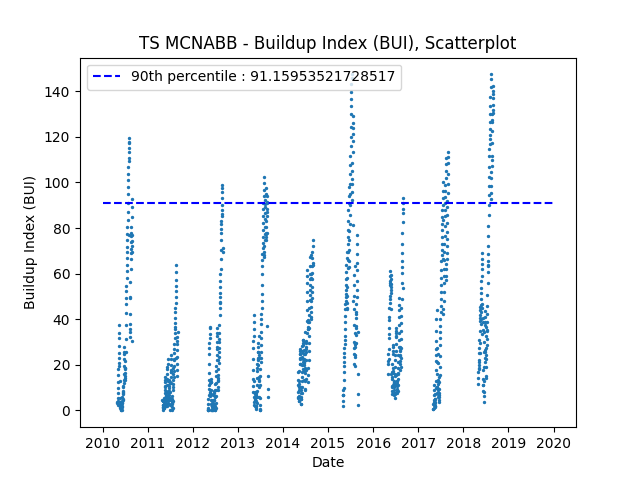 TS MCNABB - Buildup Index (BUI), Scatterplot
90th percentile : 91.15953521728517
140
120
100
80
60
40
20
0
Buildup Index (BUI)
2010 2011 2012 2013 2014 2015 2016 2017 2018 2019 2020
Date